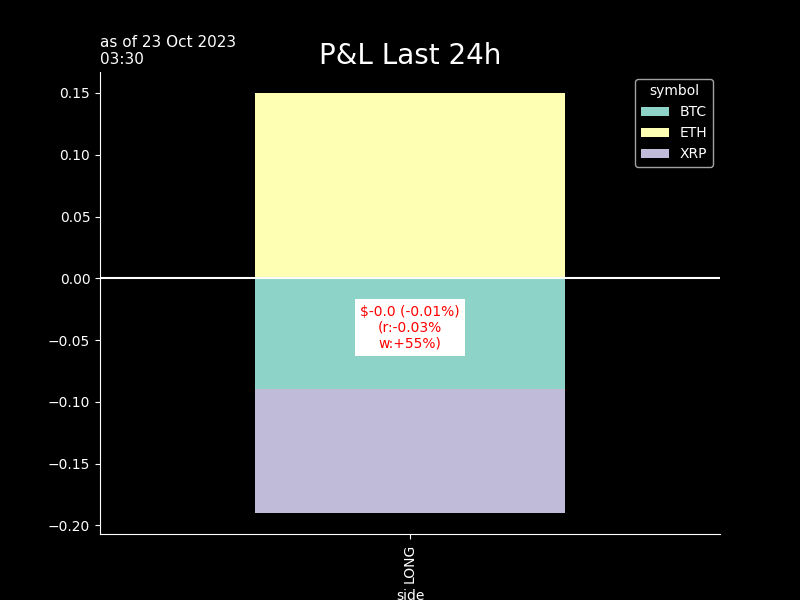 as of 23 Oct 2023
03:30
P&L Last 24h
symbol
BTC
ETH
XRP
0.15
0.10
0.05
0.00
−0.05
−0.10
−0.15
−0.20
$-0.0 (-0.01%)
(r:-0.03%
w:+55%)
LONG
side